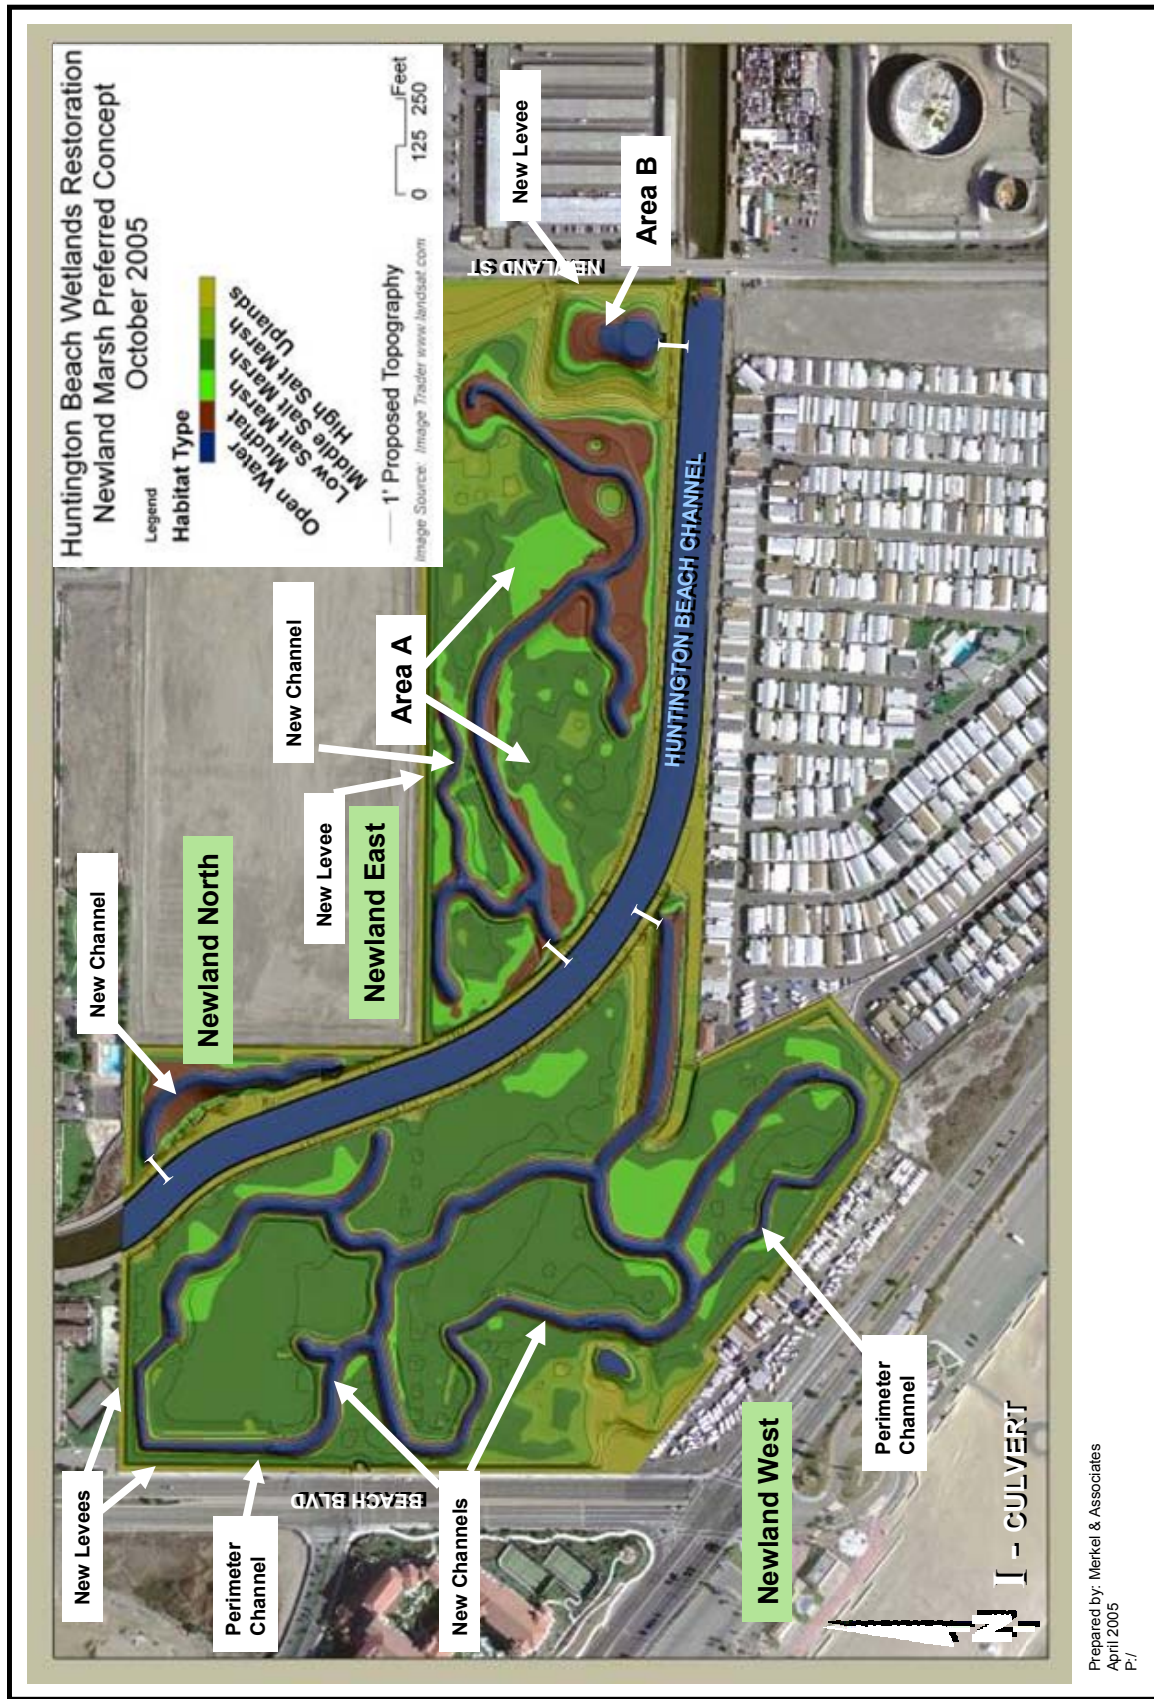 Huntington Beach Wetlands Restoration
Newland Marsh Preferred Concept
October 2005
Legend
Habitat Type
Open Water
Mudflat
Low Salt Marsh
Middle Salt Marsh
High Salt Marsh
Uplands
1' Proposed Topography
Image Source: Image Trader www.landsat.com
0 125 250 Feet
New Levee
Area B
NEWLAND ST
New Channel
Area A
New Levee
Newland East
HUNTINGTON BEACH CHANNEL
New Channel
Newland North
New Levees
Perimeter
Channel
BEACH BLVD
New Channels
Newland West
Perimeter
Channel
N
I - CULVERT
Prepared by: Merkel & Associates
April 2005
P:/